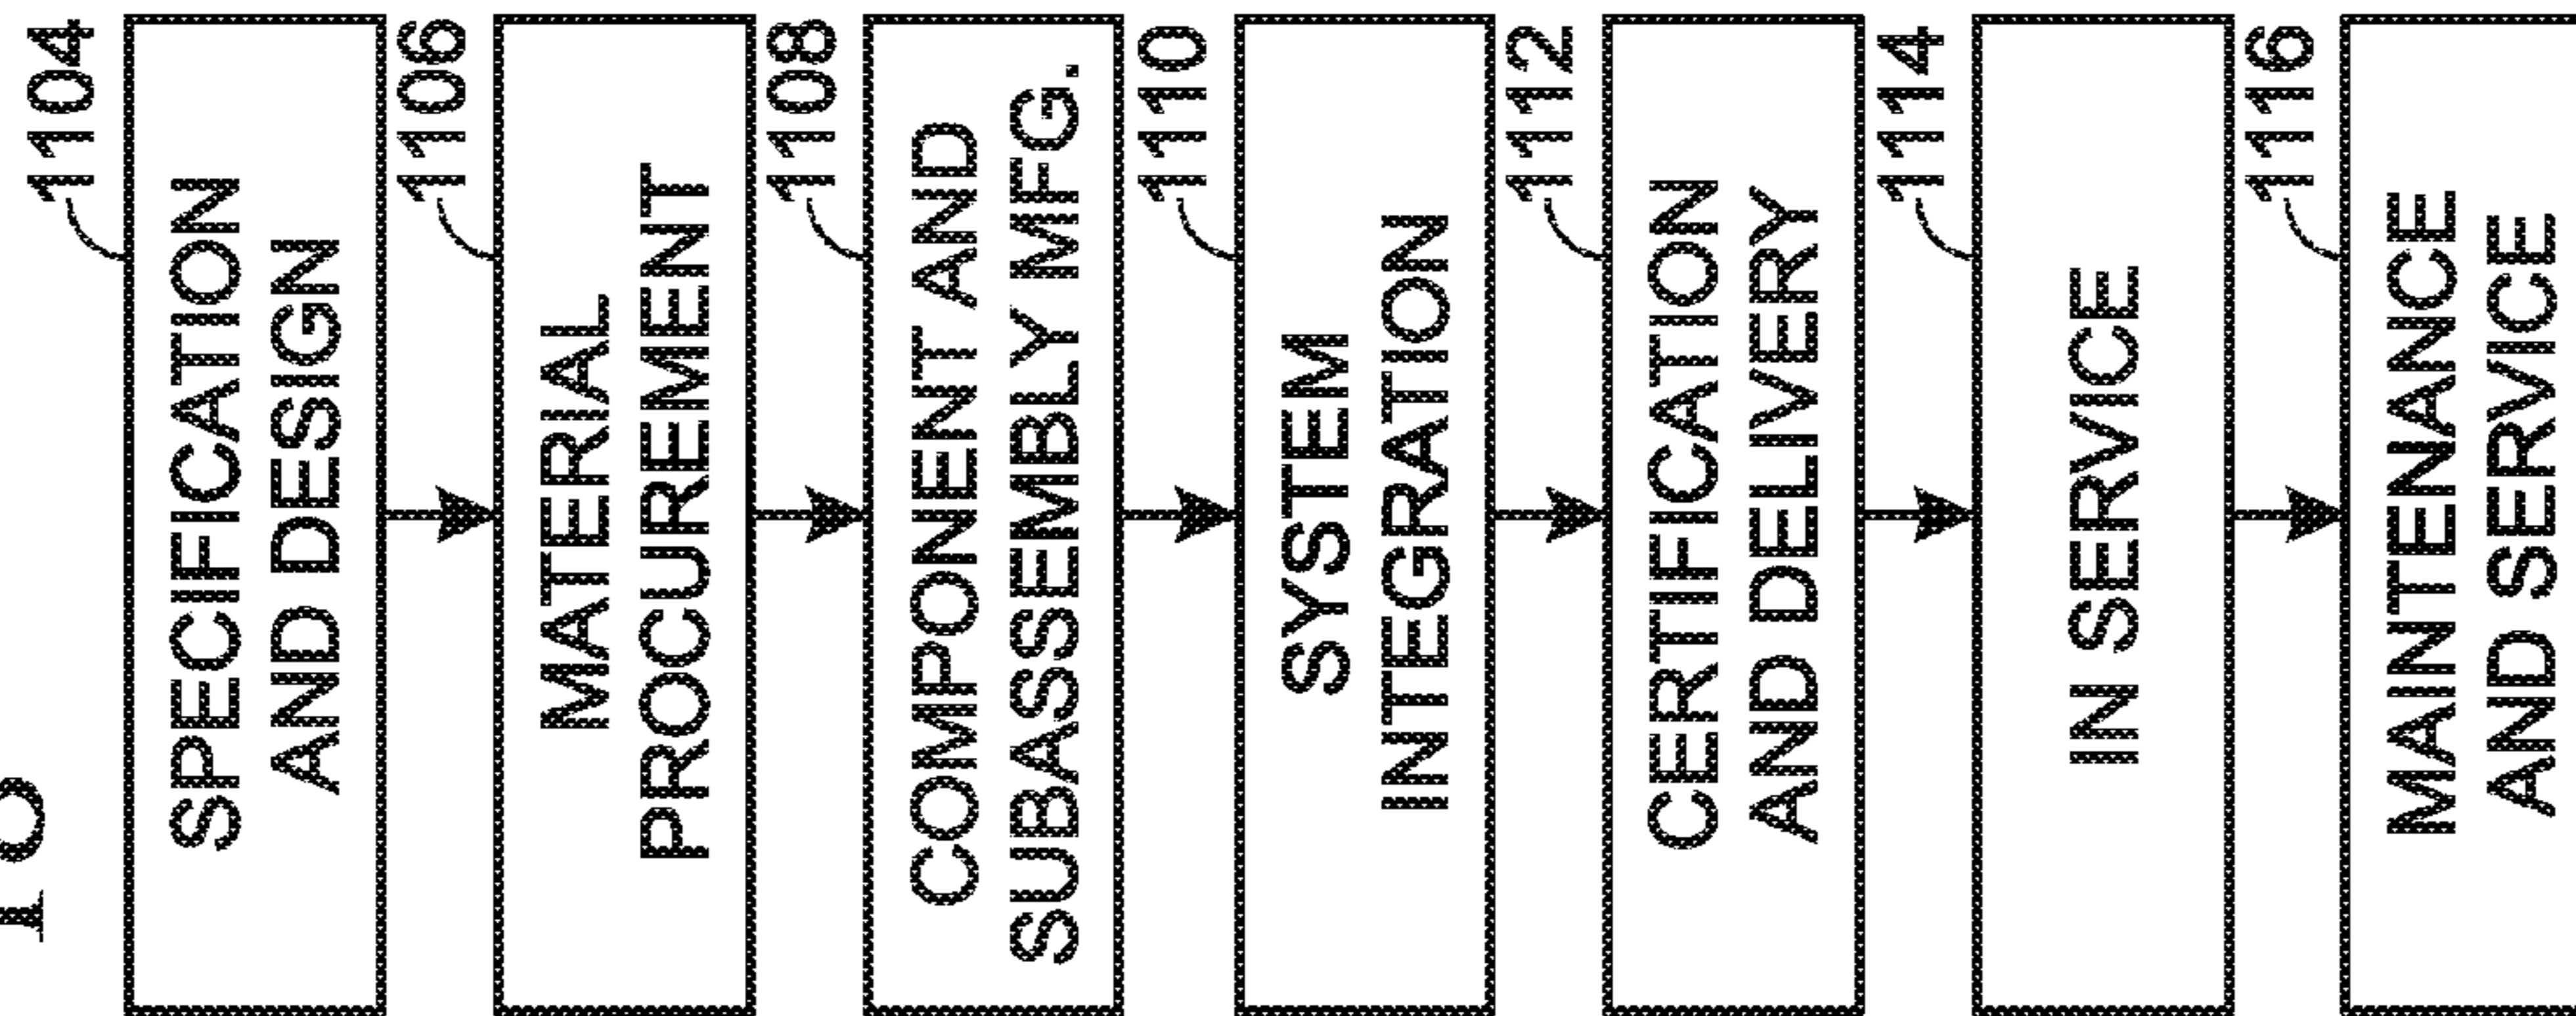 1104
SPECIFICATION
AND DESIGN
1106
MATERIAL
PROCUREMENT
1108
COMPONENT AND
SUBASSEMBLY MFG.
1110
SYSTEM
INTEGRATION
1112
CERTIFICATION
AND DELIVERY
1114
IN SERVICE
1116
MAINTENANCE
AND SERVICE